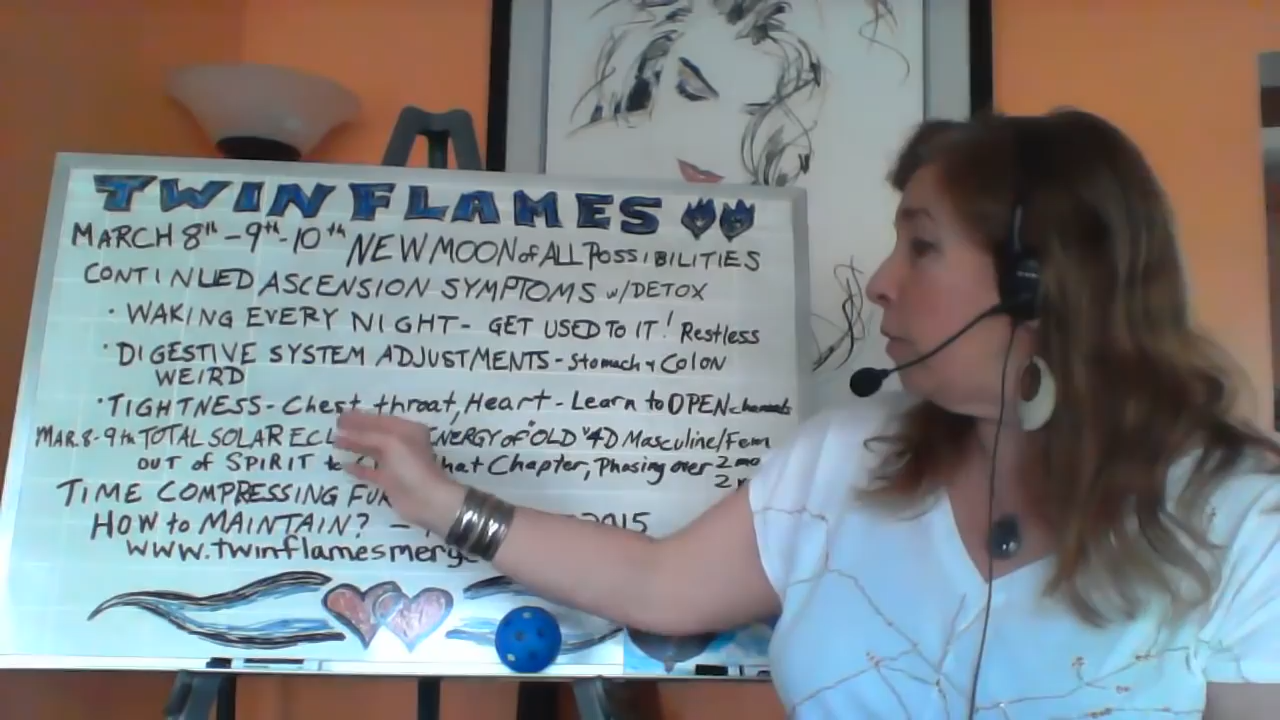 TWIN FLAMES
MARCH 8th-9th-10th NEW MOON of ALL POSSIBILITIES
CONTINUED ASCENSION SYMPTOMS w/DETOX
• WAKING EVERY NIGHT - GET USED TO IT! Restless
• DIGESTIVE SYSTEM ADJUSTMENTS - Stomach & COLON
WEIRD
• TIGHTNESS - Chest, throat, Heart - Learn to OPEN channels
MAR. 8-9th TOTAL SOLAR ECL ENERGY of "OLD" 4D Masculine/Fem
OUT of SPIRIT to That Chapter, Phasing over 2 mo
2
TIME COMPRESSING FUR
HOW to MAINTAIN? - 2015
www.twinflamesmerge